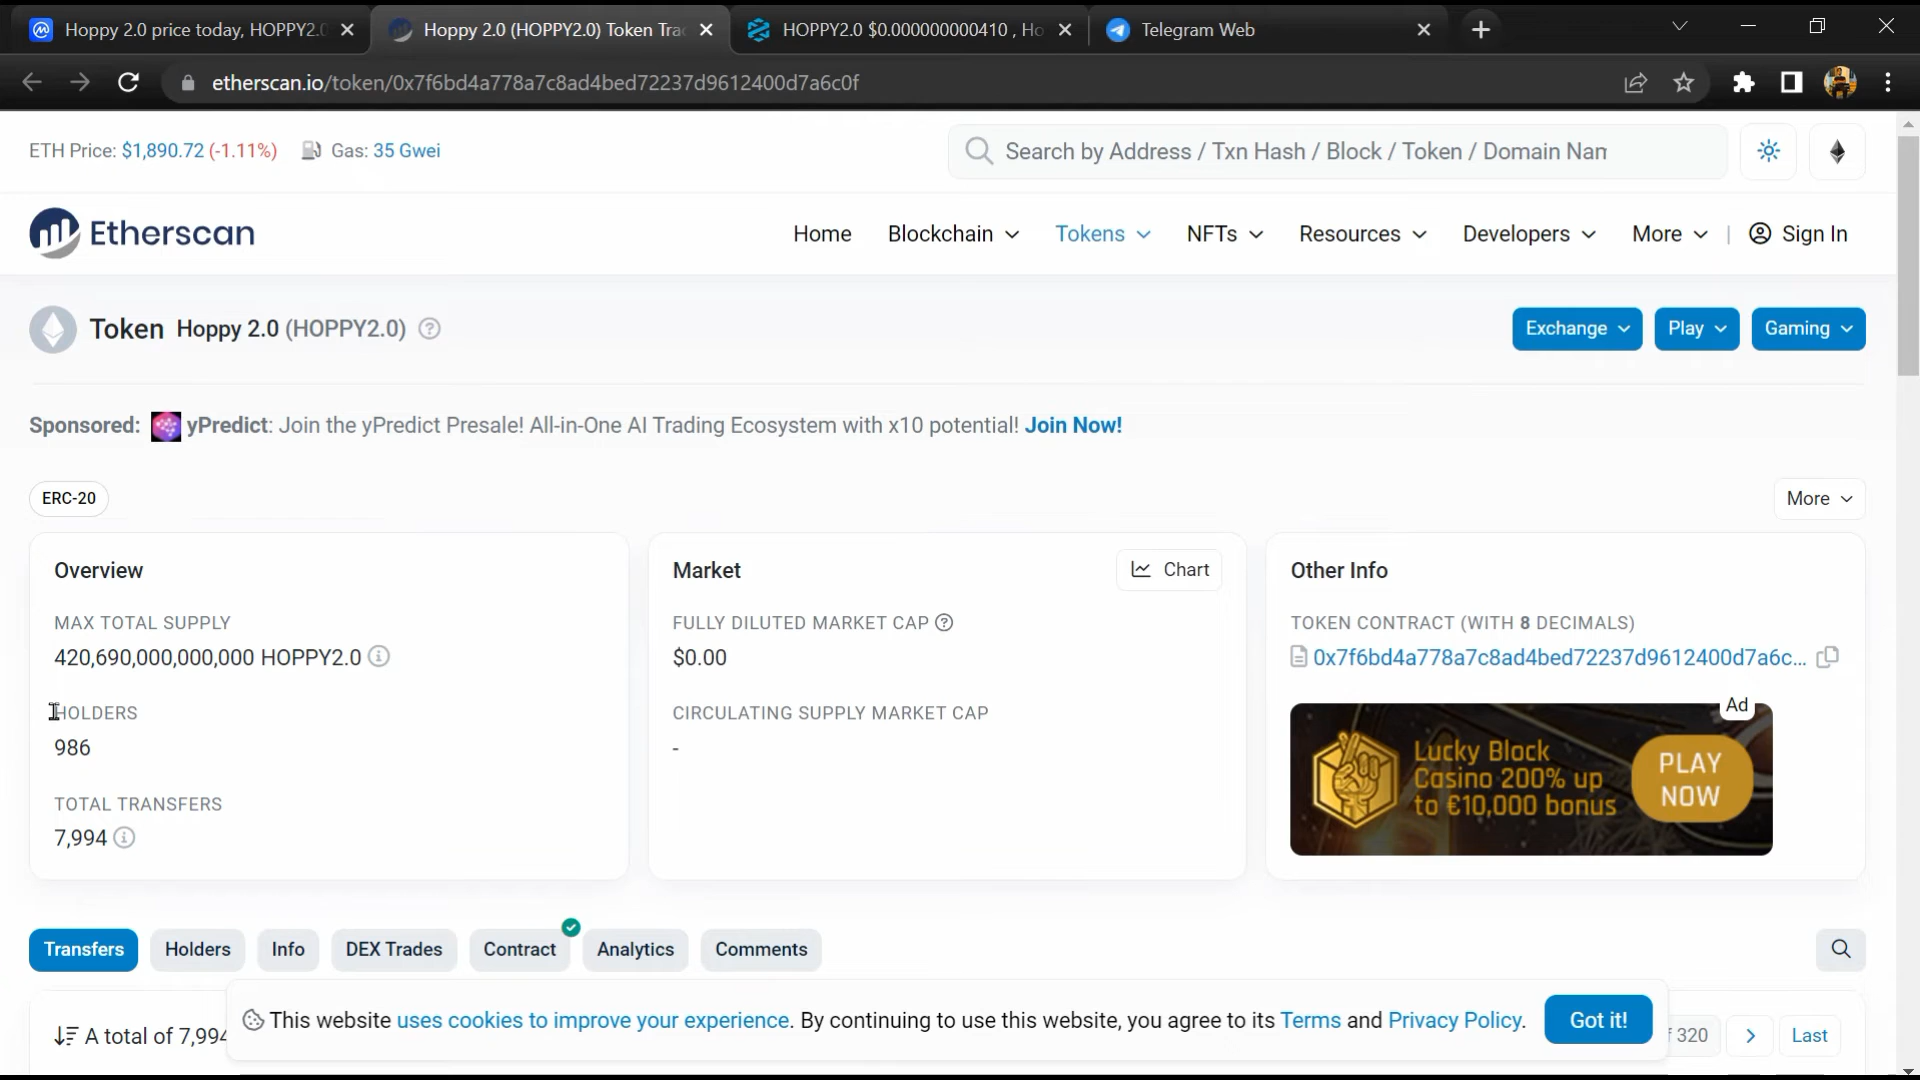 Hoppy 2.0 price today, HOPPY2.0
Hoppy 2.0 (HOPPY2.0) Token Trac
HOPPY2.0 $0.000000000410 , Ho
Telegram Web
etherscan.io/token/0x7f6bd4a778a7c8ad4bed72237d9612400d7a6c0f
ETH Price: $1,890.72 (-1.11%) Gas: 35 Gwei
Search by Address / Txn Hash / Block / Token / Domain Nam
Etherscan
Home Blockchain Tokens NFTs Resources Developers More | Sign In
Token Hoppy 2.0 (HOPPY2.0)
Exchange Play Gaming
Sponsored: yPredict: Join the yPredict Presale! All-in-One AI Trading Ecosystem with x10 potential! Join Now!
ERC-20
More
Overview
MAX TOTAL SUPPLY
420,690,000,000,000 HOPPY2.0
HOLDERS
986
TOTAL TRANSFERS
7,994
Market
Chart
FULLY DILUTED MARKET CAP
$0.00
CIRCULATING SUPPLY MARKET CAP
-
Other Info
TOKEN CONTRACT (WITH 8 DECIMALS)
0x7f6bd4a778a7c8ad4bed72237d9612400d7a6c...
Ad
Lucky Block
Casino 200% up
to €10,000 bonus
PLAY
NOW
Transfers Holders Info DEX Trades Contract Analytics Comments
A total of 7,994
This website uses cookies to improve your experience. By continuing to use this website, you agree to its Terms and Privacy Policy.
Got it!
f 320
Last